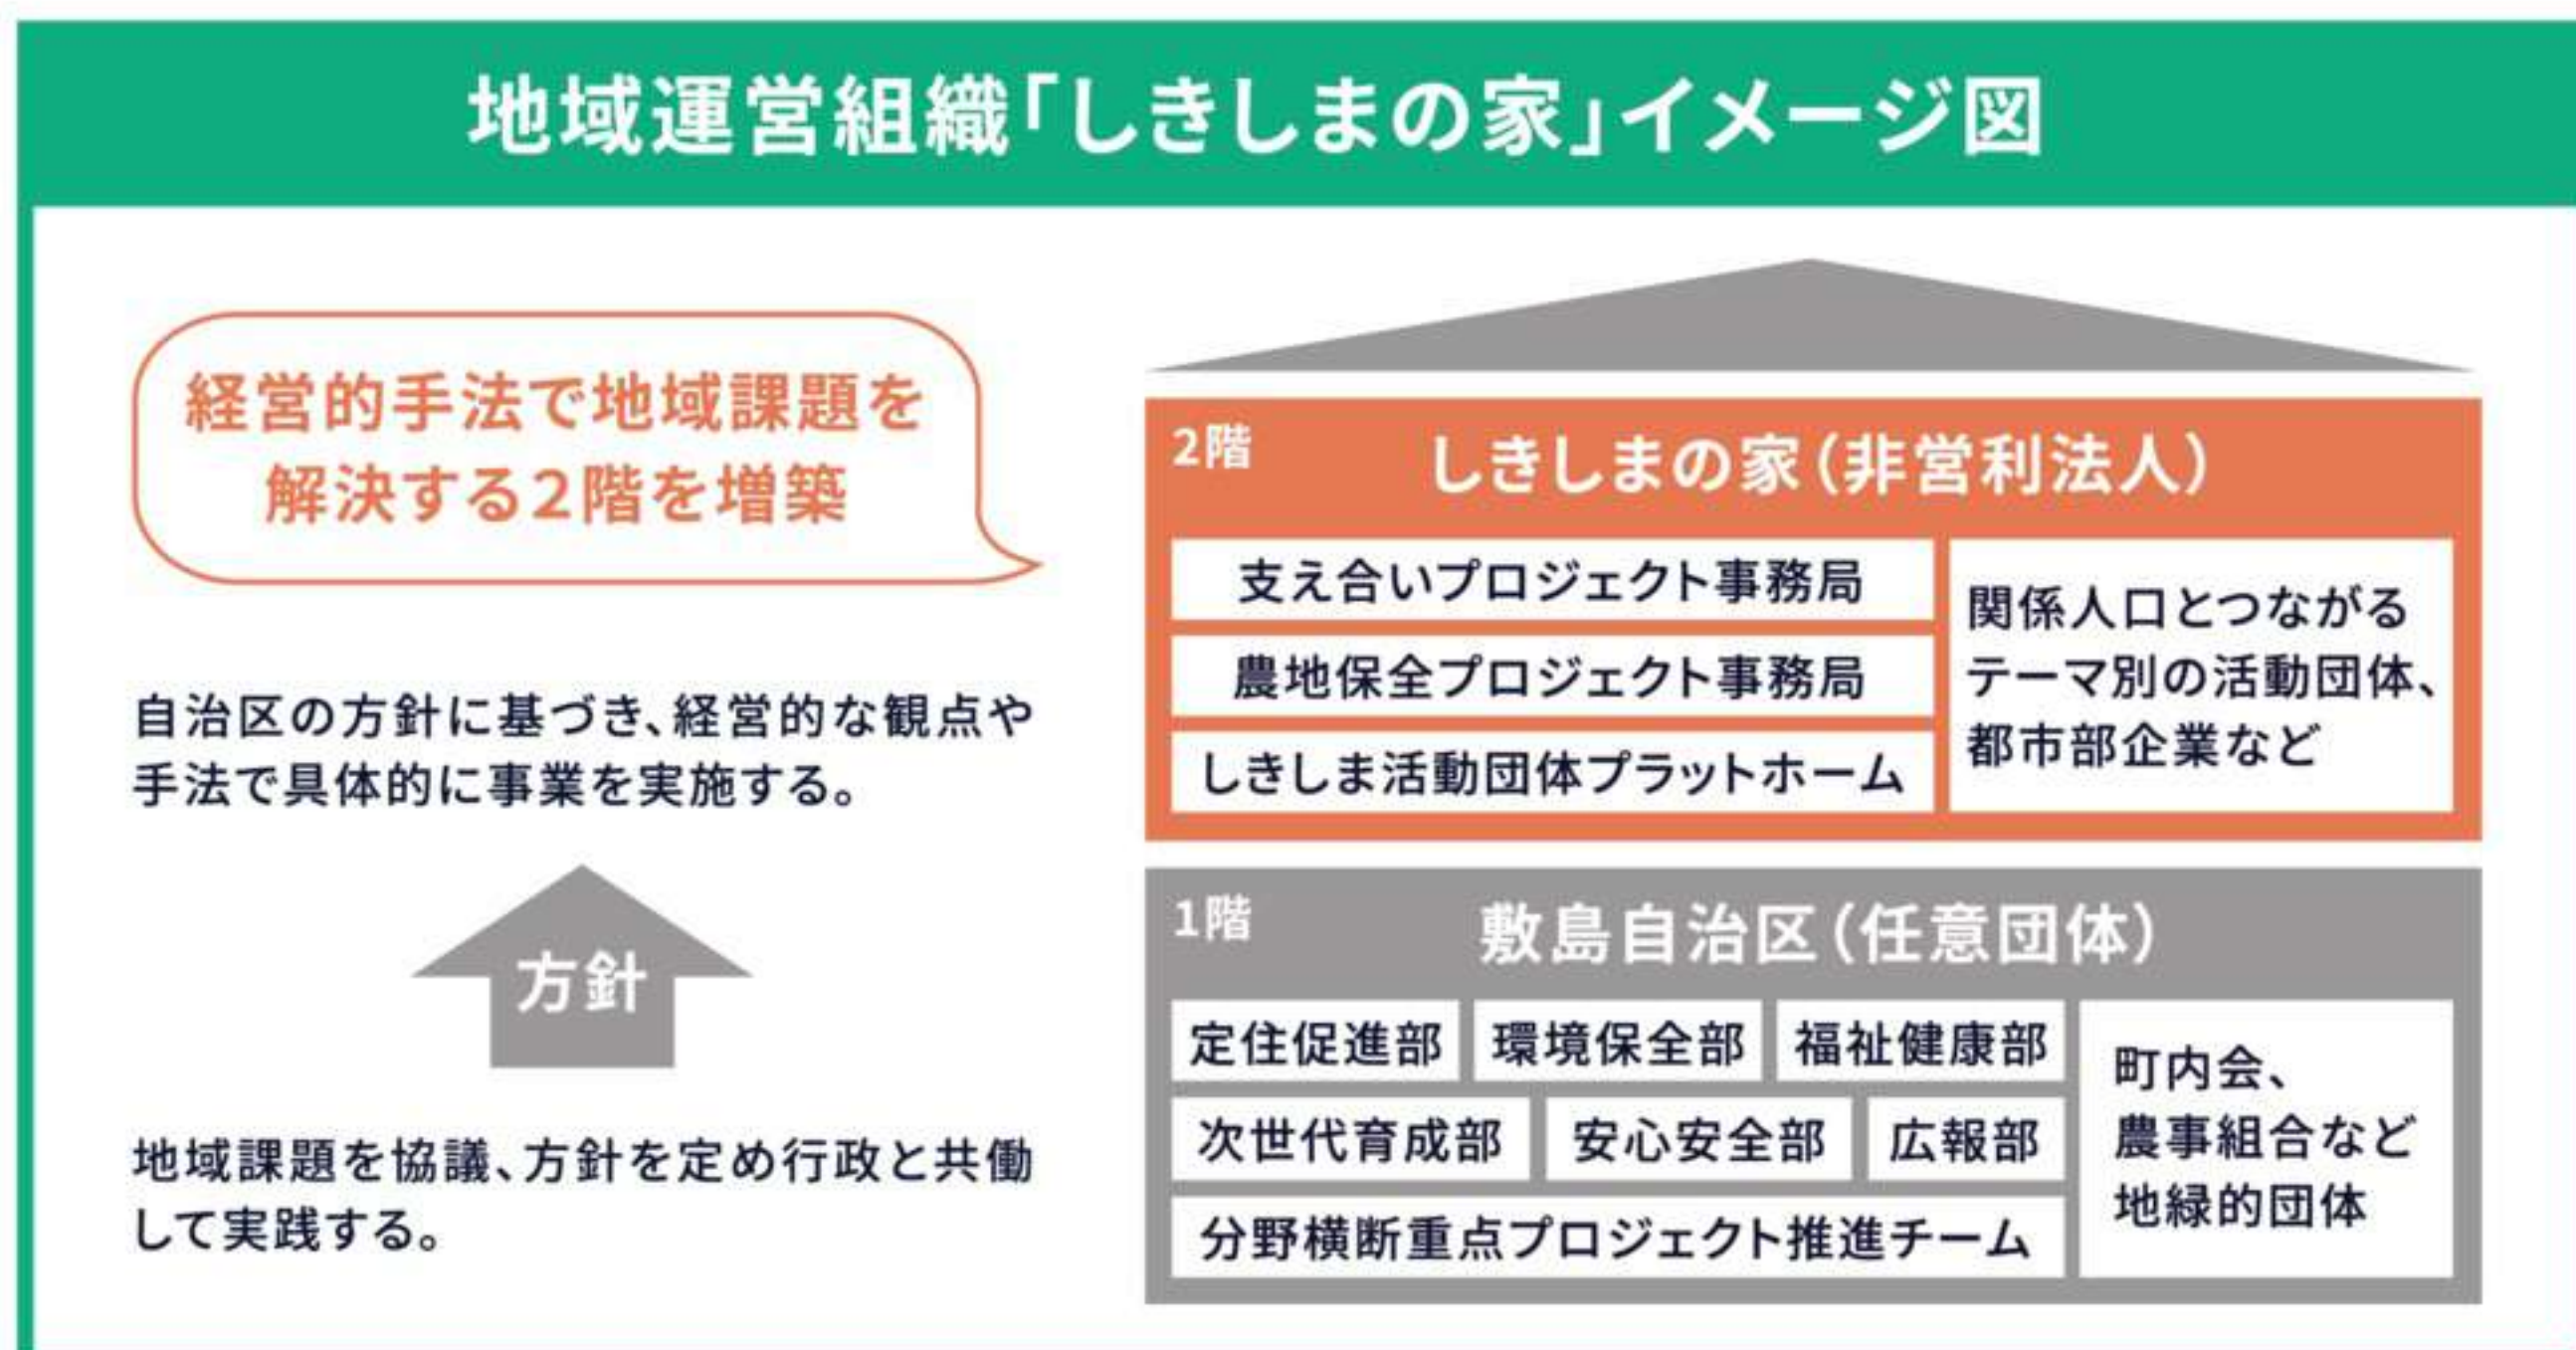 地域運営組織「しきしまの家」イメージ図
経営的手法で地域課題を
解決する2階を増築
自治区の方針に基づき、経営的な観点や
手法で具体的に事業を実施する。
方針
地域課題を協議、方針を定め行政と共働
して実践する。
2階
しきしまの家(非営利法人)
支え合いプロジェクト事務局
農地保全プロジェクト事務局
しきしま活動団体プラットホーム
関係人口とつながる
テーマ別の活動団体、
都市部企業など
1階
敷島自治区(任意団体)
定住促進部
環境保全部
福祉健康部
次世代育成部
安心安全部
広報部
分野横断重点プロジェクト推進チーム
町内会、
農事組合など
地緑的団体